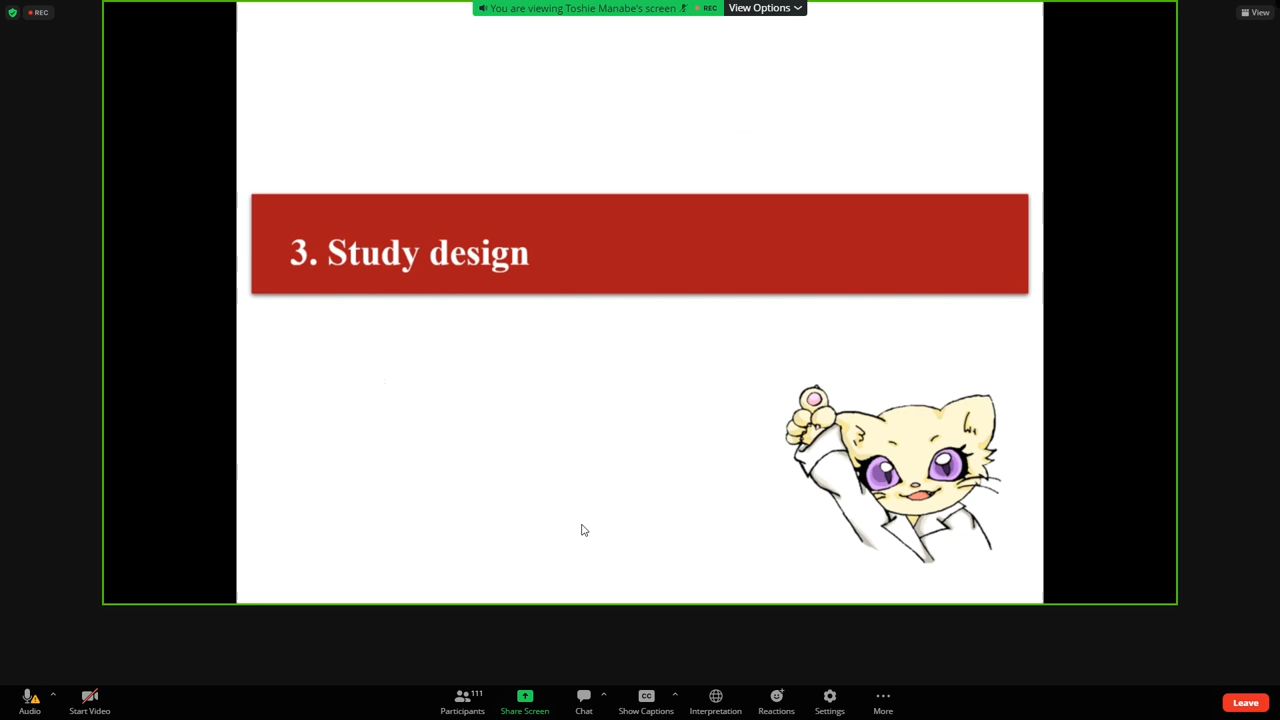 REC
You are viewing Toshie Manabe's screen
REC
View Options
View
3. Study design
Audio
Start Video
111
Participants
Share Screen
Chat
CC
Show Captions
Interpretation
Reactions
Settings
More
Leave